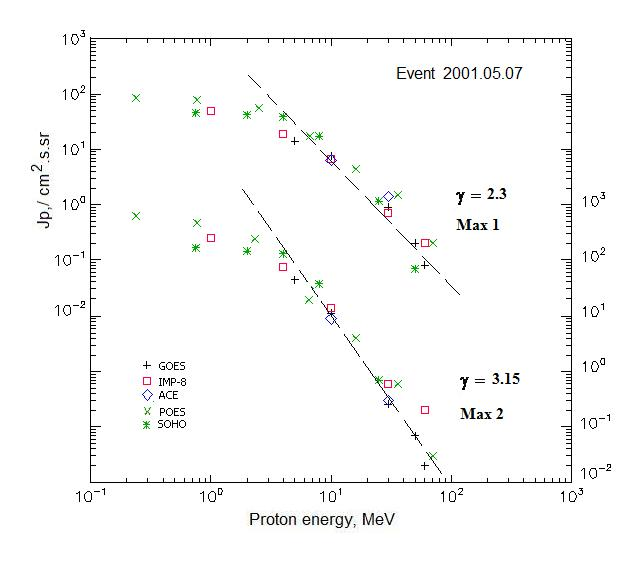 Event 2001.05.07
10³
10²
10¹
10⁰
10⁻¹
10⁻²
Jp,/ cm².s.sr
γ = 2.3
Max 1
10³
10²
10¹
10⁰
10⁻¹
10⁻²
γ = 3.15
Max 2
GOES
IMP-8
ACE
POES
SOHO
10⁻¹ 10⁰ 10¹ 10² 10³
Proton energy, MeV